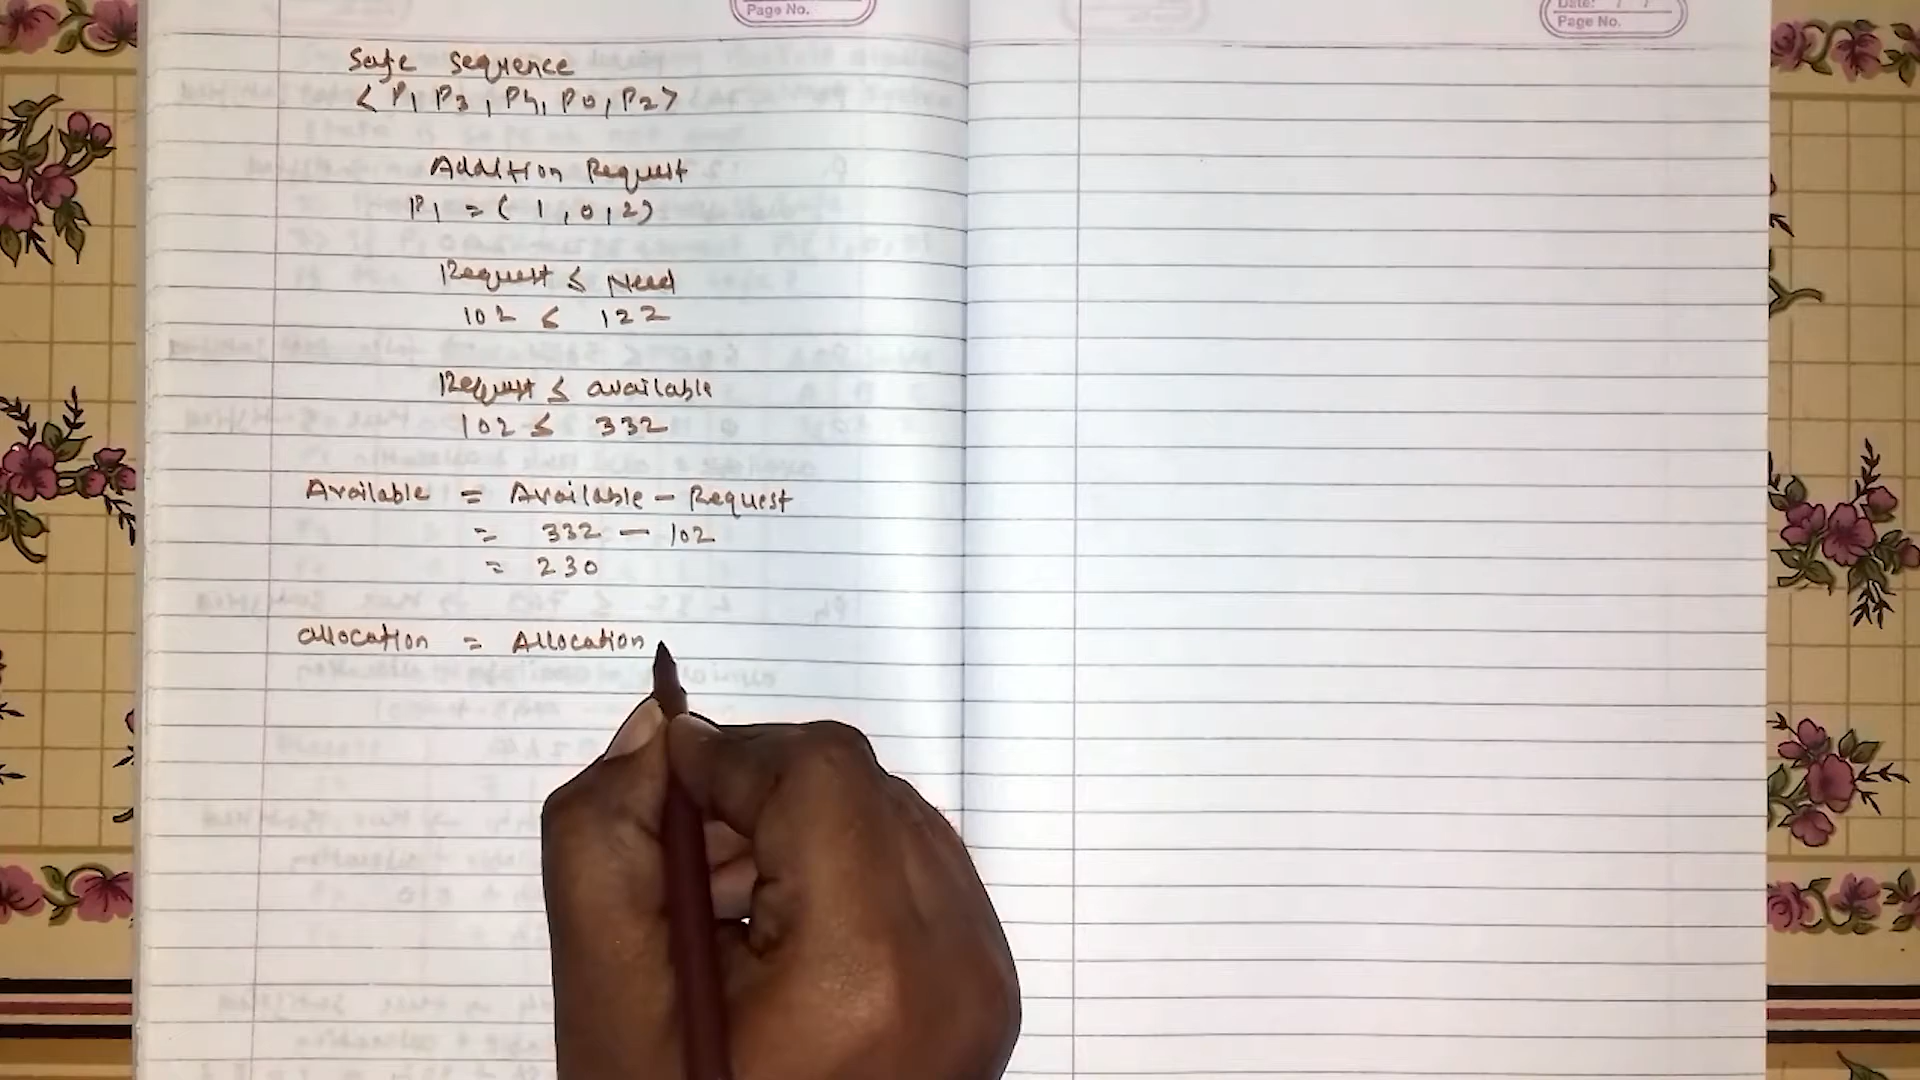 Page No.
Date: / /
Page No.
Safe sequence
< P1 P3, P4, P0, P2>
Addition Request
P1 = ( 1, 0, 2)
Request ≤ Need
102 ≤ 122
Request ≤ available
102 ≤ 332
Available = Available - Request
= 332 - 102
= 230
allocation = Allocation